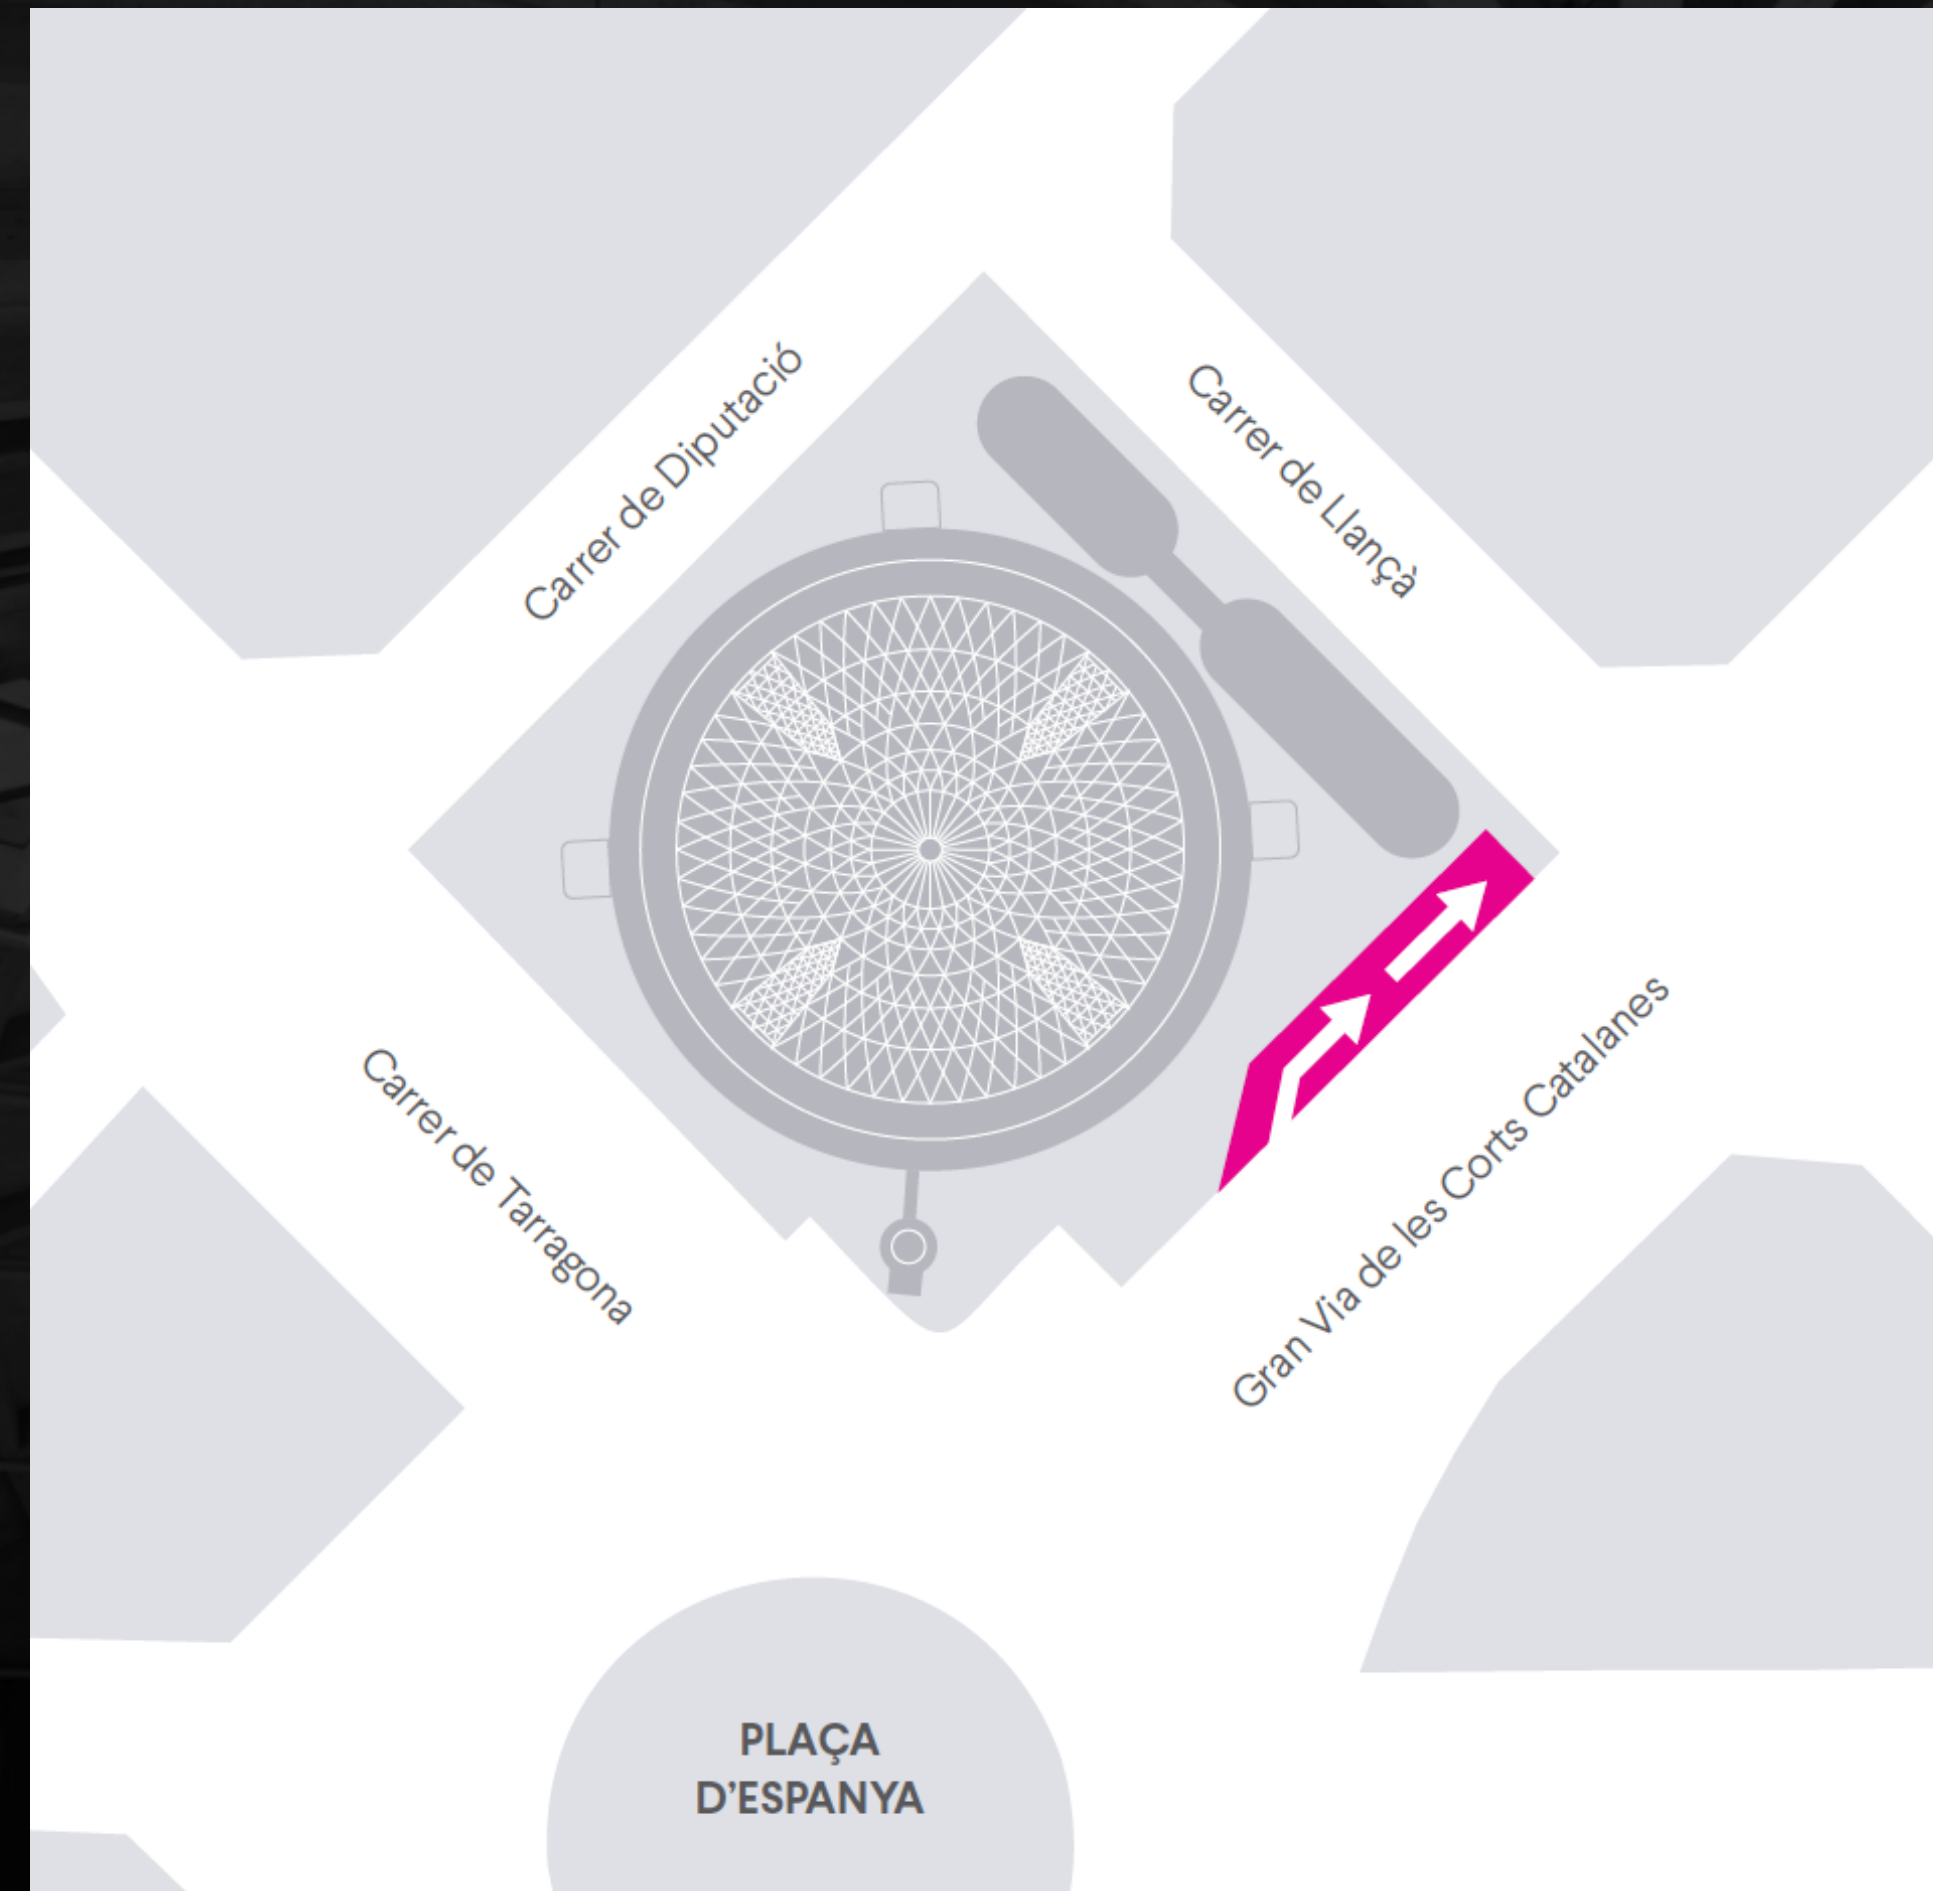 Carrer de Diputació
Carrer de Llançà
Carrer de Tarragona
Gran Via de les Corts Catalanes
PLAÇA
D'ESPANYA